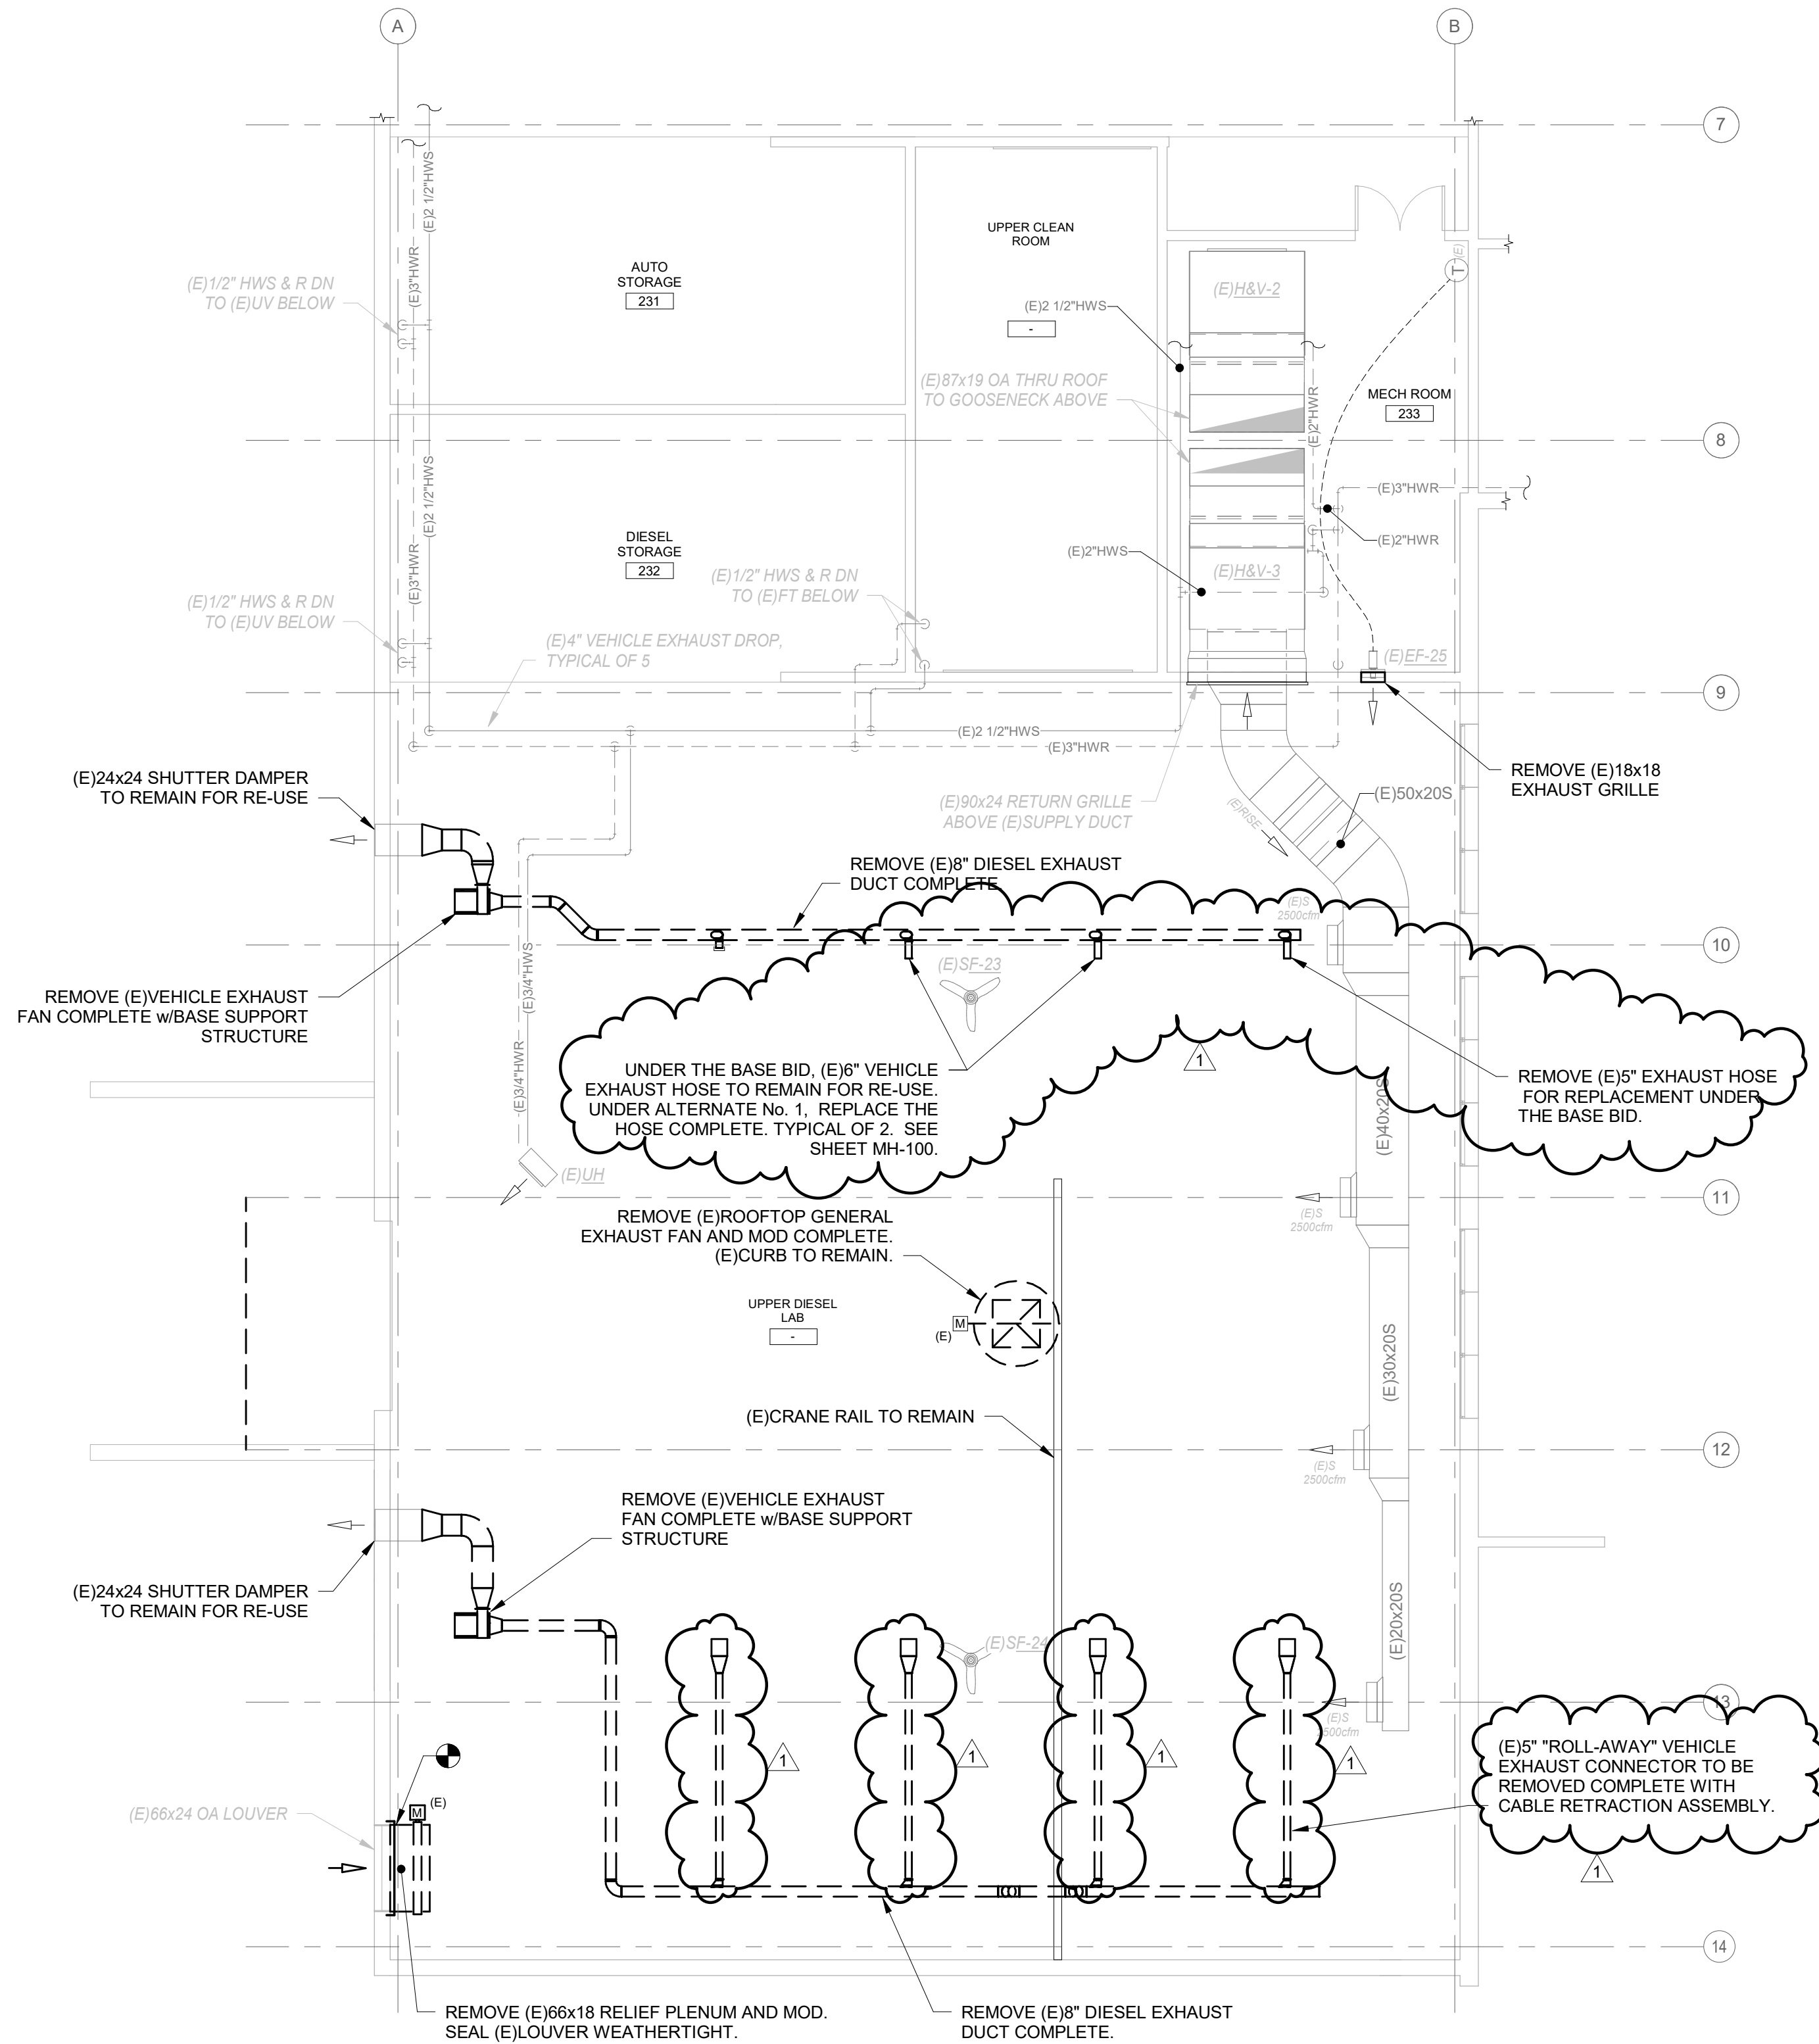 A
B
7
(E)2 1/2"HWS
(E)3"HWR
UPPER CLEAN
ROOM
-
AUTO
STORAGE
231
(E)1/2" HWS & R DN
TO (E)UV BELOW
(E)H&V-2
T
(E)
(E)2 1/2"HWS
(E)87x19 OA THRU ROOF
TO GOOSENECK ABOVE
(E)2"HWR
MECH ROOM
233
8
(E)2 1/2"HWS
(E)3"HWR
(E)3"HWR
DIESEL
STORAGE
232
(E)2"HWS
(E)2"HWR
(E)H&V-3
(E)1/2" HWS & R DN
TO (E)FT BELOW
(E)1/2" HWS & R DN
TO (E)UV BELOW
(E)4" VEHICLE EXHAUST DROP,
TYPICAL OF 5
(E)EF-25
9
(E)2 1/2"HWS
(E)3"HWR
(E)24x24 SHUTTER DAMPER
TO REMAIN FOR RE-USE
REMOVE (E)18x18
EXHAUST GRILLE
(E)90x24 RETURN GRILLE
ABOVE (E)SUPPLY DUCT
(E)RISE
(E)50x20S
REMOVE (E)8" DIESEL EXHAUST
DUCT COMPLETE
(E)S
2500cfm
10
(E)3/4"HWS
(E)3/4"HWR
(E)SF-23
REMOVE (E)VEHICLE EXHAUST
FAN COMPLETE w/BASE SUPPORT
STRUCTURE
UNDER THE BASE BID, (E)6" VEHICLE
EXHAUST HOSE TO REMAIN FOR RE-USE.
UNDER ALTERNATE No. 1, REPLACE THE
HOSE COMPLETE. TYPICAL OF 2. SEE
SHEET MH-100.
1
REMOVE (E)5" EXHAUST HOSE
FOR REPLACEMENT UNDER
THE BASE BID.
(E)40x20S
(E)UH
11
(E)S
2500cfm
REMOVE (E)ROOFTOP GENERAL
EXHAUST FAN AND MOD COMPLETE.
(E)CURB TO REMAIN.
UPPER DIESEL
LAB
-
M
(E)
(E)30x20S
(E)CRANE RAIL TO REMAIN
12
(E)S
2500cfm
REMOVE (E)VEHICLE EXHAUST
FAN COMPLETE w/BASE SUPPORT
STRUCTURE
(E)24x24 SHUTTER DAMPER
TO REMAIN FOR RE-USE
(E)20x20S
(E)SF-24
13
(E)S
2500cfm
1
1
1
1
(E)5" "ROLL-AWAY" VEHICLE
EXHAUST CONNECTOR TO BE
REMOVED COMPLETE WITH
CABLE RETRACTION ASSEMBLY.
1
M
(E)
(E)66x24 OA LOUVER
14
REMOVE (E)66x18 RELIEF PLENUM AND MOD.
SEAL (E)LOUVER WEATHERTIGHT.
REMOVE (E)8" DIESEL EXHAUST
DUCT COMPLETE.